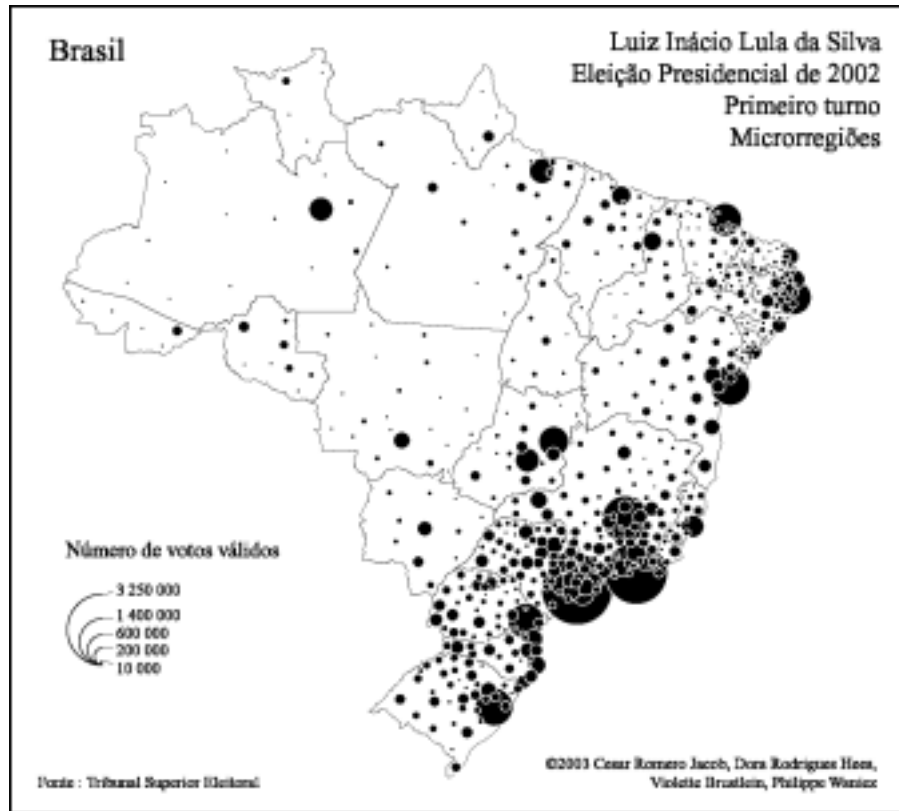 Brasil
Luiz Inácio Lula da Silva
Eleição Presidencial de 2002
Primeiro turno
Microrregiões
Número de votos válidos
3 250 000
1 400 000
600 000
200 000
10 000
Fonte : Tribunal Superior Eleitoral
©2003 Cesar Romero Jacob, Dora Rodrigues Hees,
Violette Brustlein, Philippe Waniez